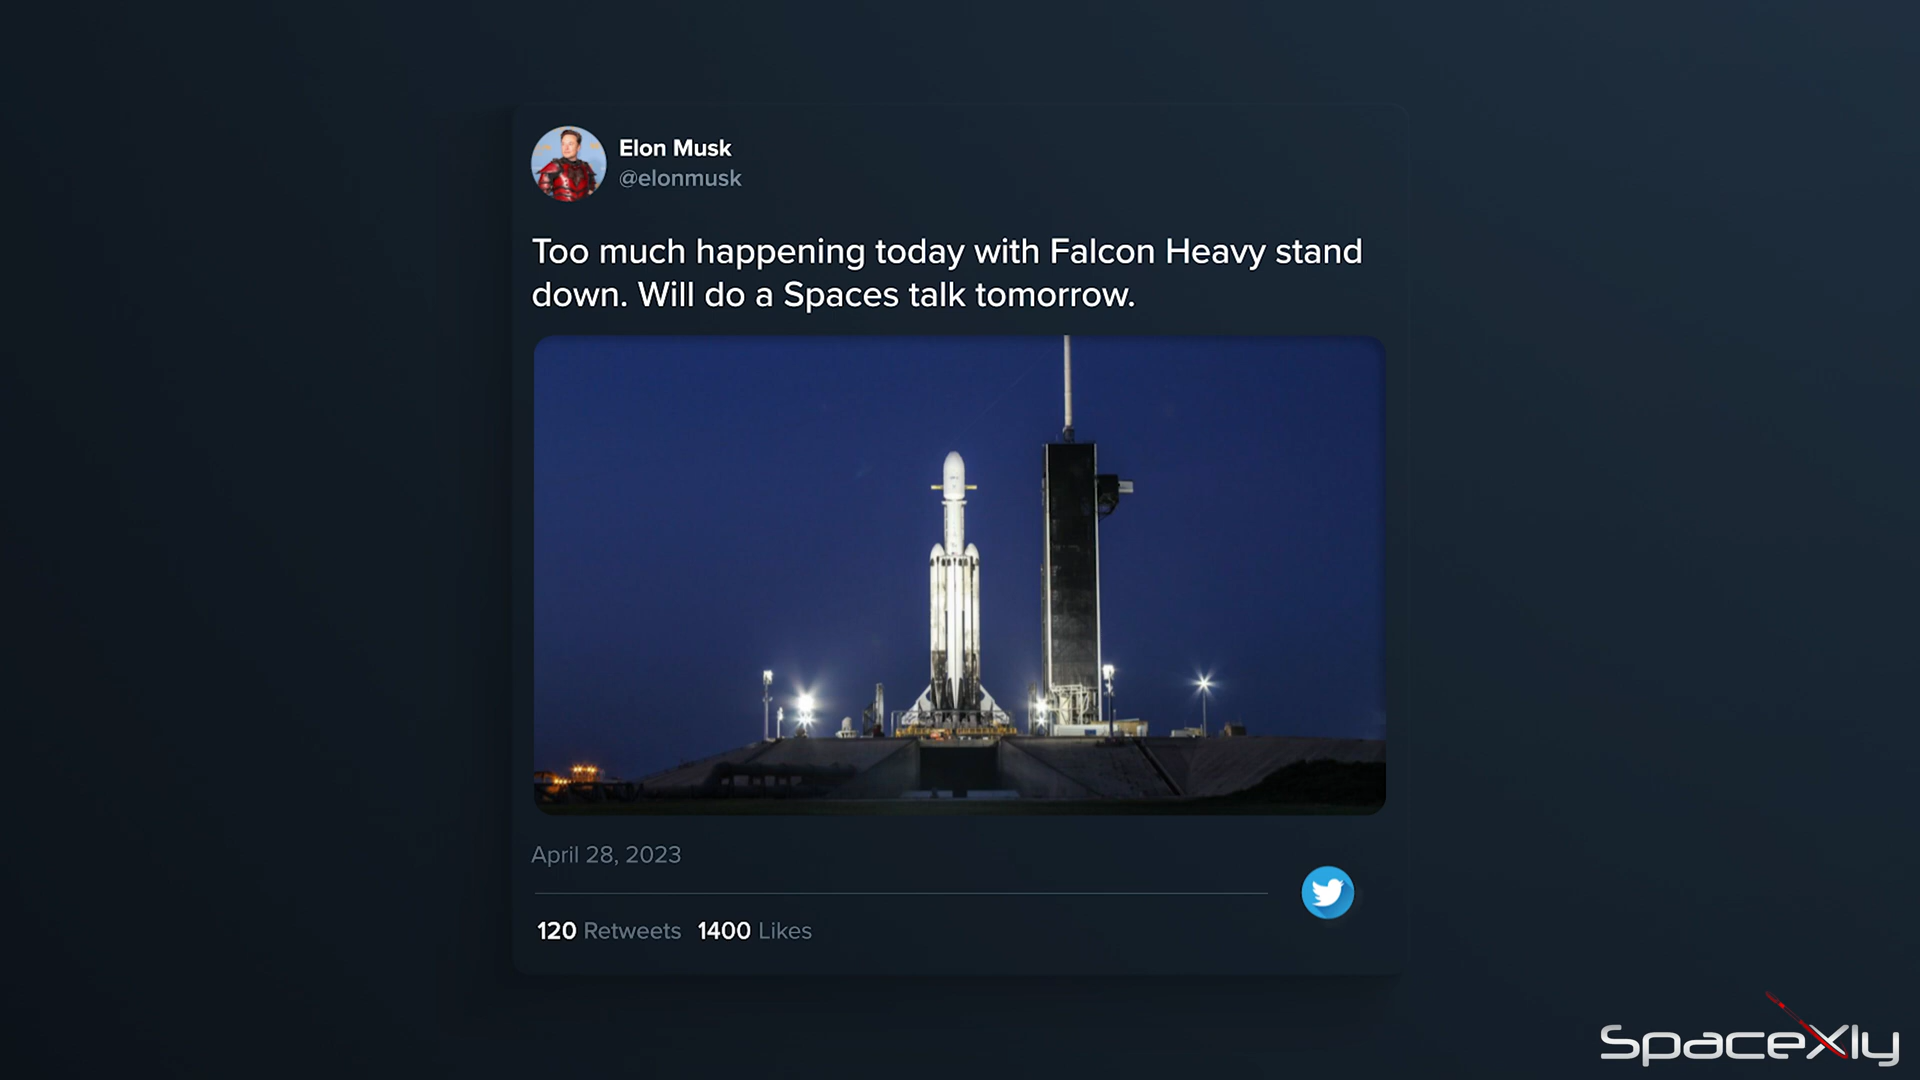 Elon Musk
@elonmusk
Too much happening today with Falcon Heavy stand
down. Will do a Spaces talk tomorrow.
April 28, 2023
120 Retweets 1400 Likes
SpaceXly